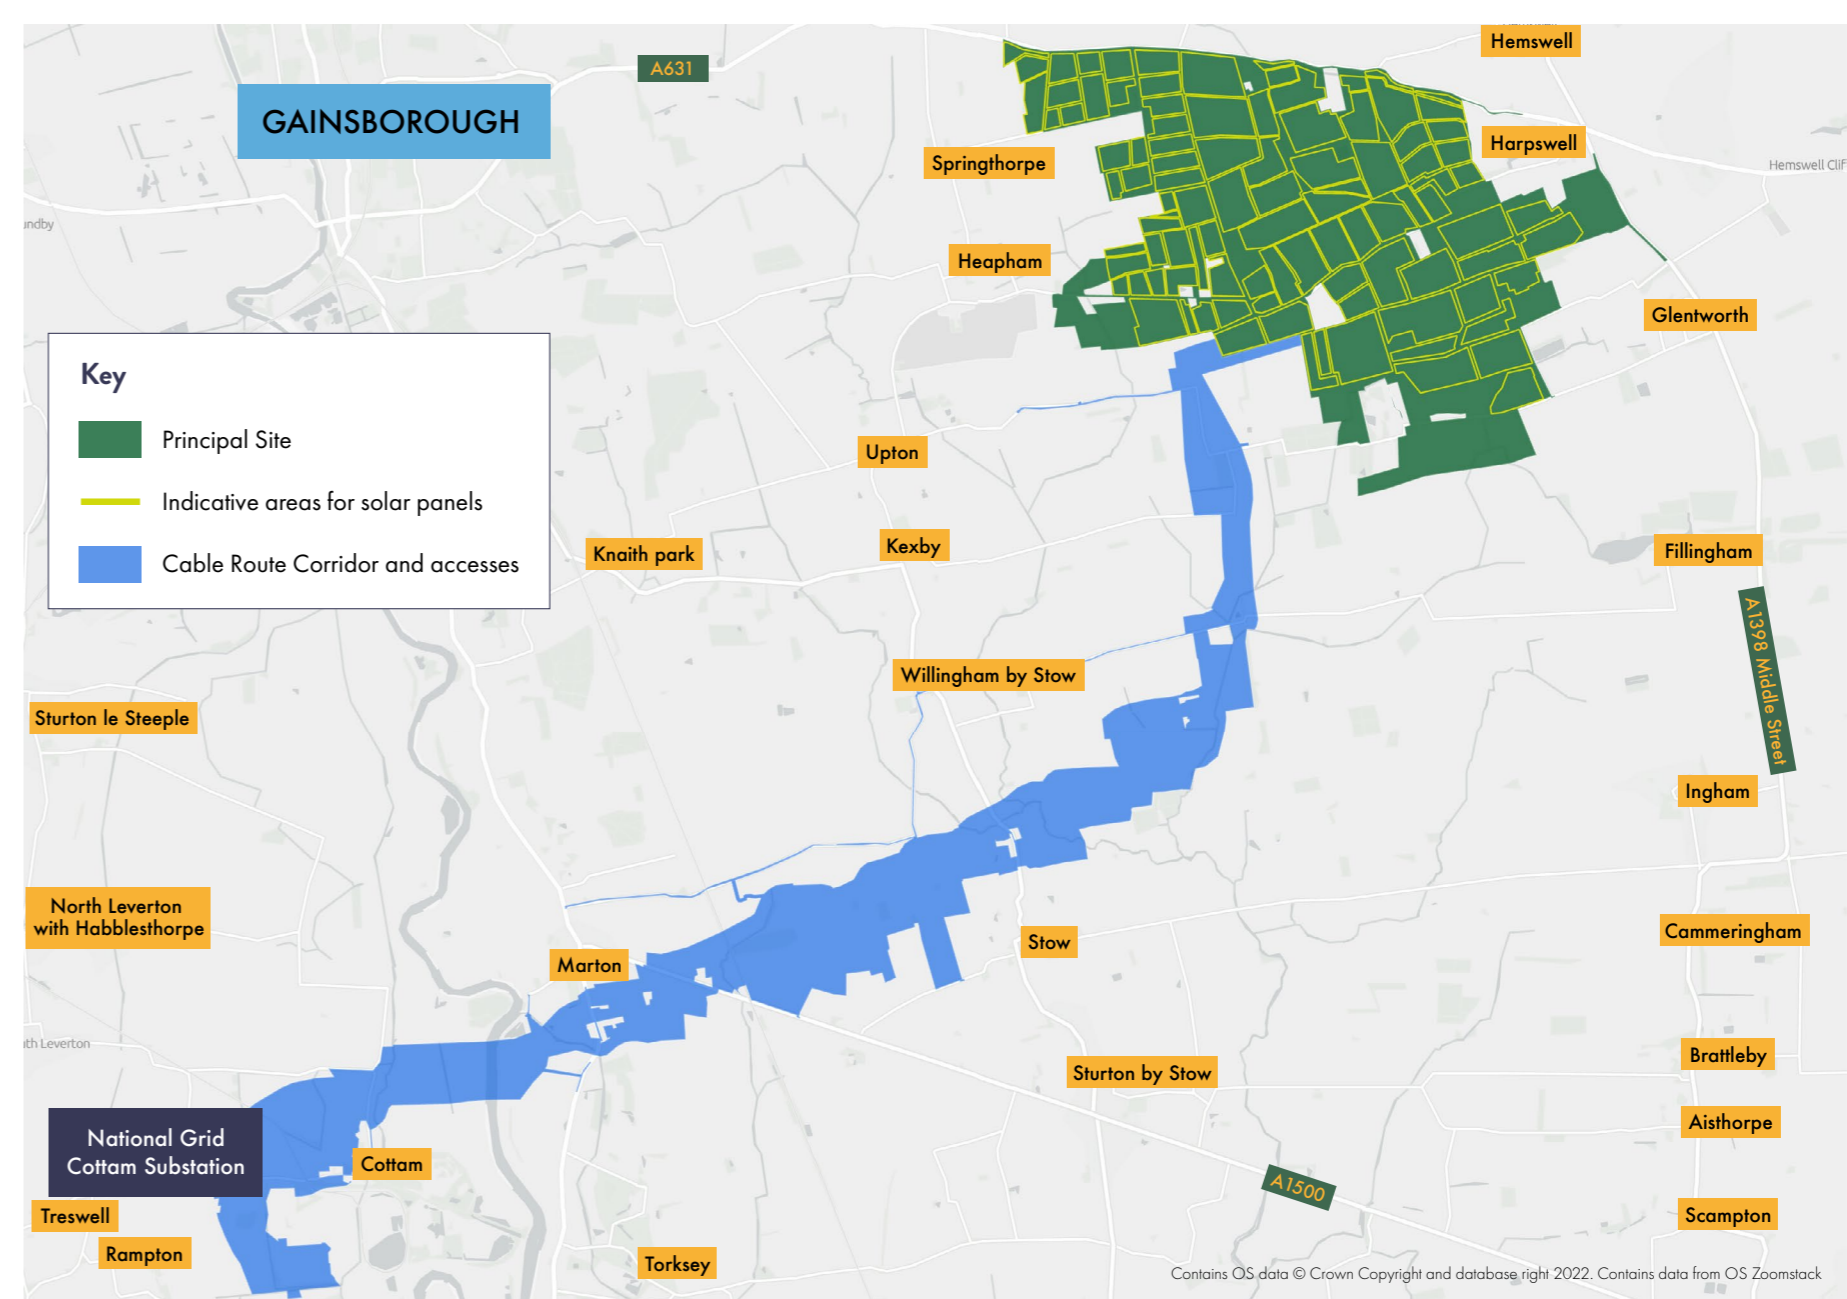 Hemswell
A631
GAINSBOROUGH
Harpswell
Springthorpe
Hemswell Clif
ndby
Heapham
Glentworth
Key
Principal Site
Indicative areas for solar panels
Cable Route Corridor and accesses
Upton
Kexby
Knaith park
Fillingham
A1398 Middle Street
Willingham by Stow
Sturton le Steeple
Ingham
North Leverton
with Habblesthorpe
Cammeringham
Stow
Marton
th Leverton
Brattleby
Sturton by Stow
Aisthorpe
National Grid
Cottam Substation
Cottam
A1500
Treswell
Scampton
Rampton
Torksey
Contains OS data © Crown Copyright and database right 2022. Contains data from OS Zoomstack